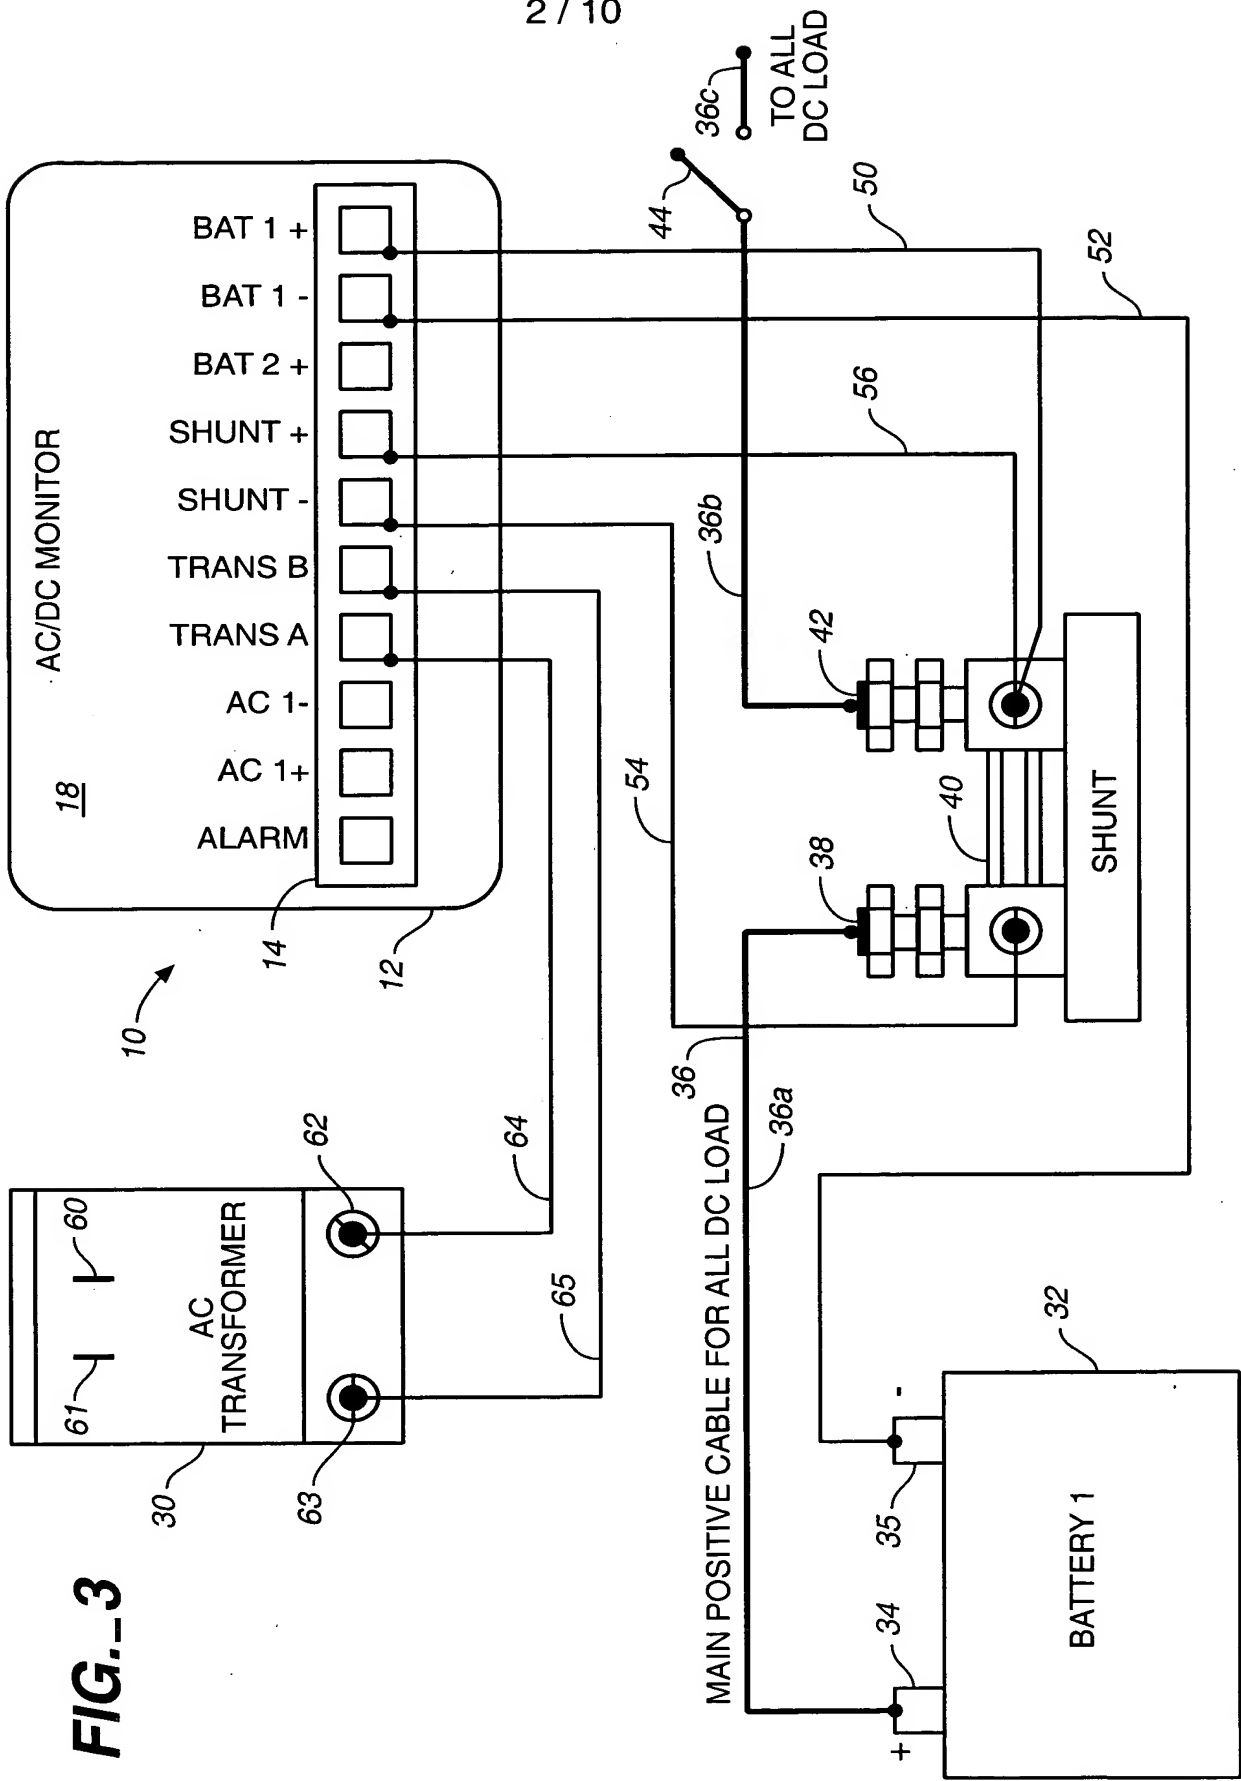 2 / 10
FIG._3
10
18
AC/DC MONITOR
ALARM
AC 1+
AC 1-
TRANS A
TRANS B
SHUNT -
SHUNT +
BAT 2 +
BAT 1 -
BAT 1 +
14
12
30
61
60
AC
TRANSFORMER
63
62
65
64
MAIN POSITIVE CABLE FOR ALL DC LOAD
36
36a
54
36b
44
36c
TO ALL
DC LOAD
38
42
40
SHUNT
56
50
52
+
34
35
-
BATTERY 1
32